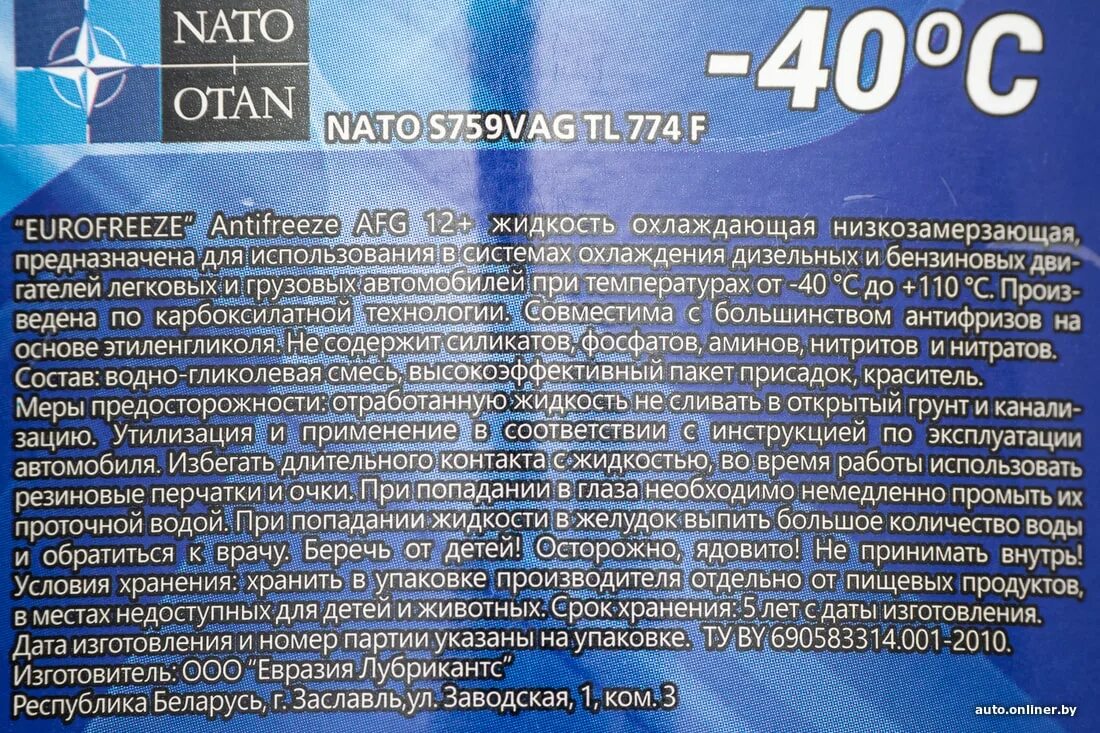 NATO
OTAN
-40°C
NATO S759VAG TL 774 F
“EUROFREEZE” Antifreeze AFG 12+ жидкость охлаждающая низкозамерзающая,
предназначена для использования в системах охлаждения дизельных и бензиновых дви-
гателей легковых и грузовых автомобилей при температурах от -40 °C до +110 °C. Произ-
ведена по карбоксилатной технологии. Совместима с большинством антифризов на
основе этиленгликоля. Не содержит силикатов, фосфатов, аминов, нитритов и нитратов.
Состав: водно-гликолевая смесь, высокоэффективный пакет присадок, краситель.
Меры предосторожности: отработанную жидкость не сливать в открытый грунт и канали-
зацию. Утилизация и применение в соответствии с инструкцией по эксплуатации
автомобиля. Избегать длительного контакта с жидкостью, во время работы использовать
резиновые перчатки и очки. При попадании в глаза необходимо немедленно промыть их
проточной водой. При попадании жидкости в желудок выпить большое количество воды
и обратиться к врачу. Беречь от детей! Осторожно, ядовито! Не принимать внутрь!
Условия хранения: хранить в упаковке производителя отдельно от пищевых продуктов,
в местах недоступных для детей и животных. Срок хранения: 5 лет с даты изготовления.
Дата изготовления и номер партии указаны на упаковке. ТУ BY 690583314.001-2010.
Изготовитель: ООО “Евразия Лубрикантс”
Республика Беларусь, г. Заславль,ул. Заводская, 1, ком. 3
auto.onliner.by